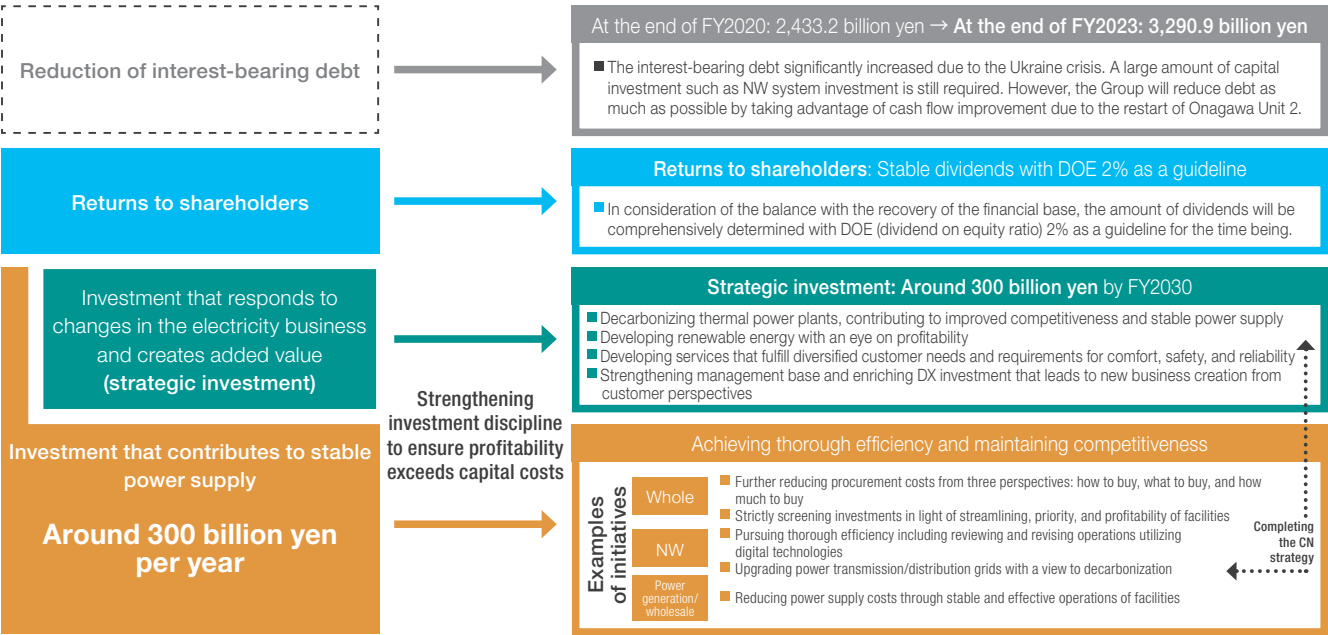 Reduction of interest-bearing debt
At the end of FY2020: 2,433.2 billion yen → At the end of FY2023: 3,290.9 billion yen
■ The interest-bearing debt significantly increased due to the Ukraine crisis. A large amount of capital
investment such as NW system investment is still required. However, the Group will reduce debt as
much as possible by taking advantage of cash flow improvement due to the restart of Onagawa Unit 2.
Returns to shareholders
Returns to shareholders: Stable dividends with DOE 2% as a guideline
■ In consideration of the balance with the recovery of the financial base, the amount of dividends will be
comprehensively determined with DOE (dividend on equity ratio) 2% as a guideline for the time being.
Investment that responds to
changes in the electricity business
and creates added value
(strategic investment)
Strategic investment: Around 300 billion yen by FY2030
■ Decarbonizing thermal power plants, contributing to improved competitiveness and stable power supply
■ Developing renewable energy with an eye on profitability
■ Developing services that fulfill diversified customer needs and requirements for comfort, safety, and reliability
■ Strengthening management base and enriching DX investment that leads to new business creation from
customer perspectives
Strengthening
investment discipline
to ensure profitability
exceeds capital costs
Investment that contributes to stable
power supply
Around 300 billion yen
per year
Achieving thorough efficiency and maintaining competitiveness
Examples
of initiatives
Whole
■ Further reducing procurement costs from three perspectives: how to buy, what to buy, and how
much to buy
■ Strictly screening investments in light of streamlining, priority, and profitability of facilities
NW
■ Pursuing thorough efficiency including reviewing and revising operations utilizing
digital technologies
■ Upgrading power transmission/distribution grids with a view to decarbonization
Power
generation/
wholesale
■ Reducing power supply costs through stable and effective operations of facilities
Completing
the CN
strategy